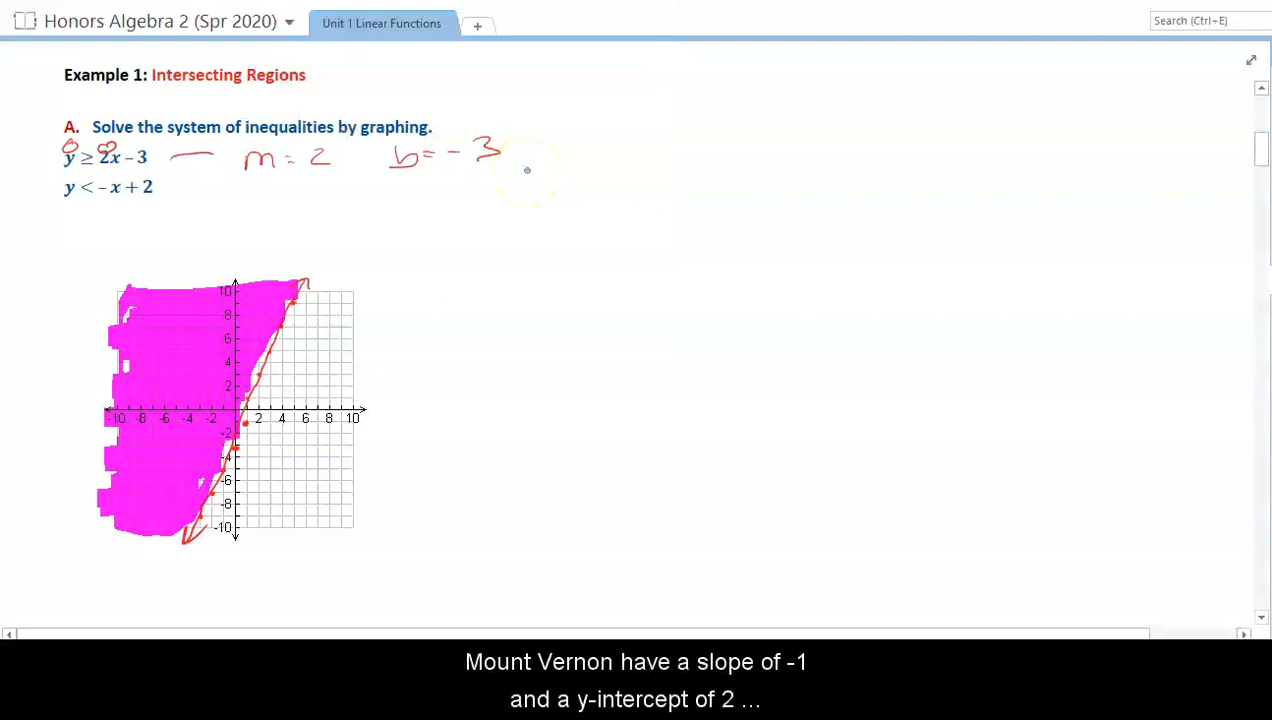 Honors Algebra 2 (Spr 2020) Unit 1 Linear Functions + Search (Ctrl+E)
Example 1: Intersecting Regions
A. Solve the system of inequalities by graphing.
0 0
y ≥ 2x – 3 — m = 2 b = - 3
y < – x + 2
10
8
6
4
2
-10 -8 -6 -4 -2 2 4 6 8 10
-2
-4
-6
-8
-10
Mount Vernon have a slope of -1
and a y-intercept of 2 ...